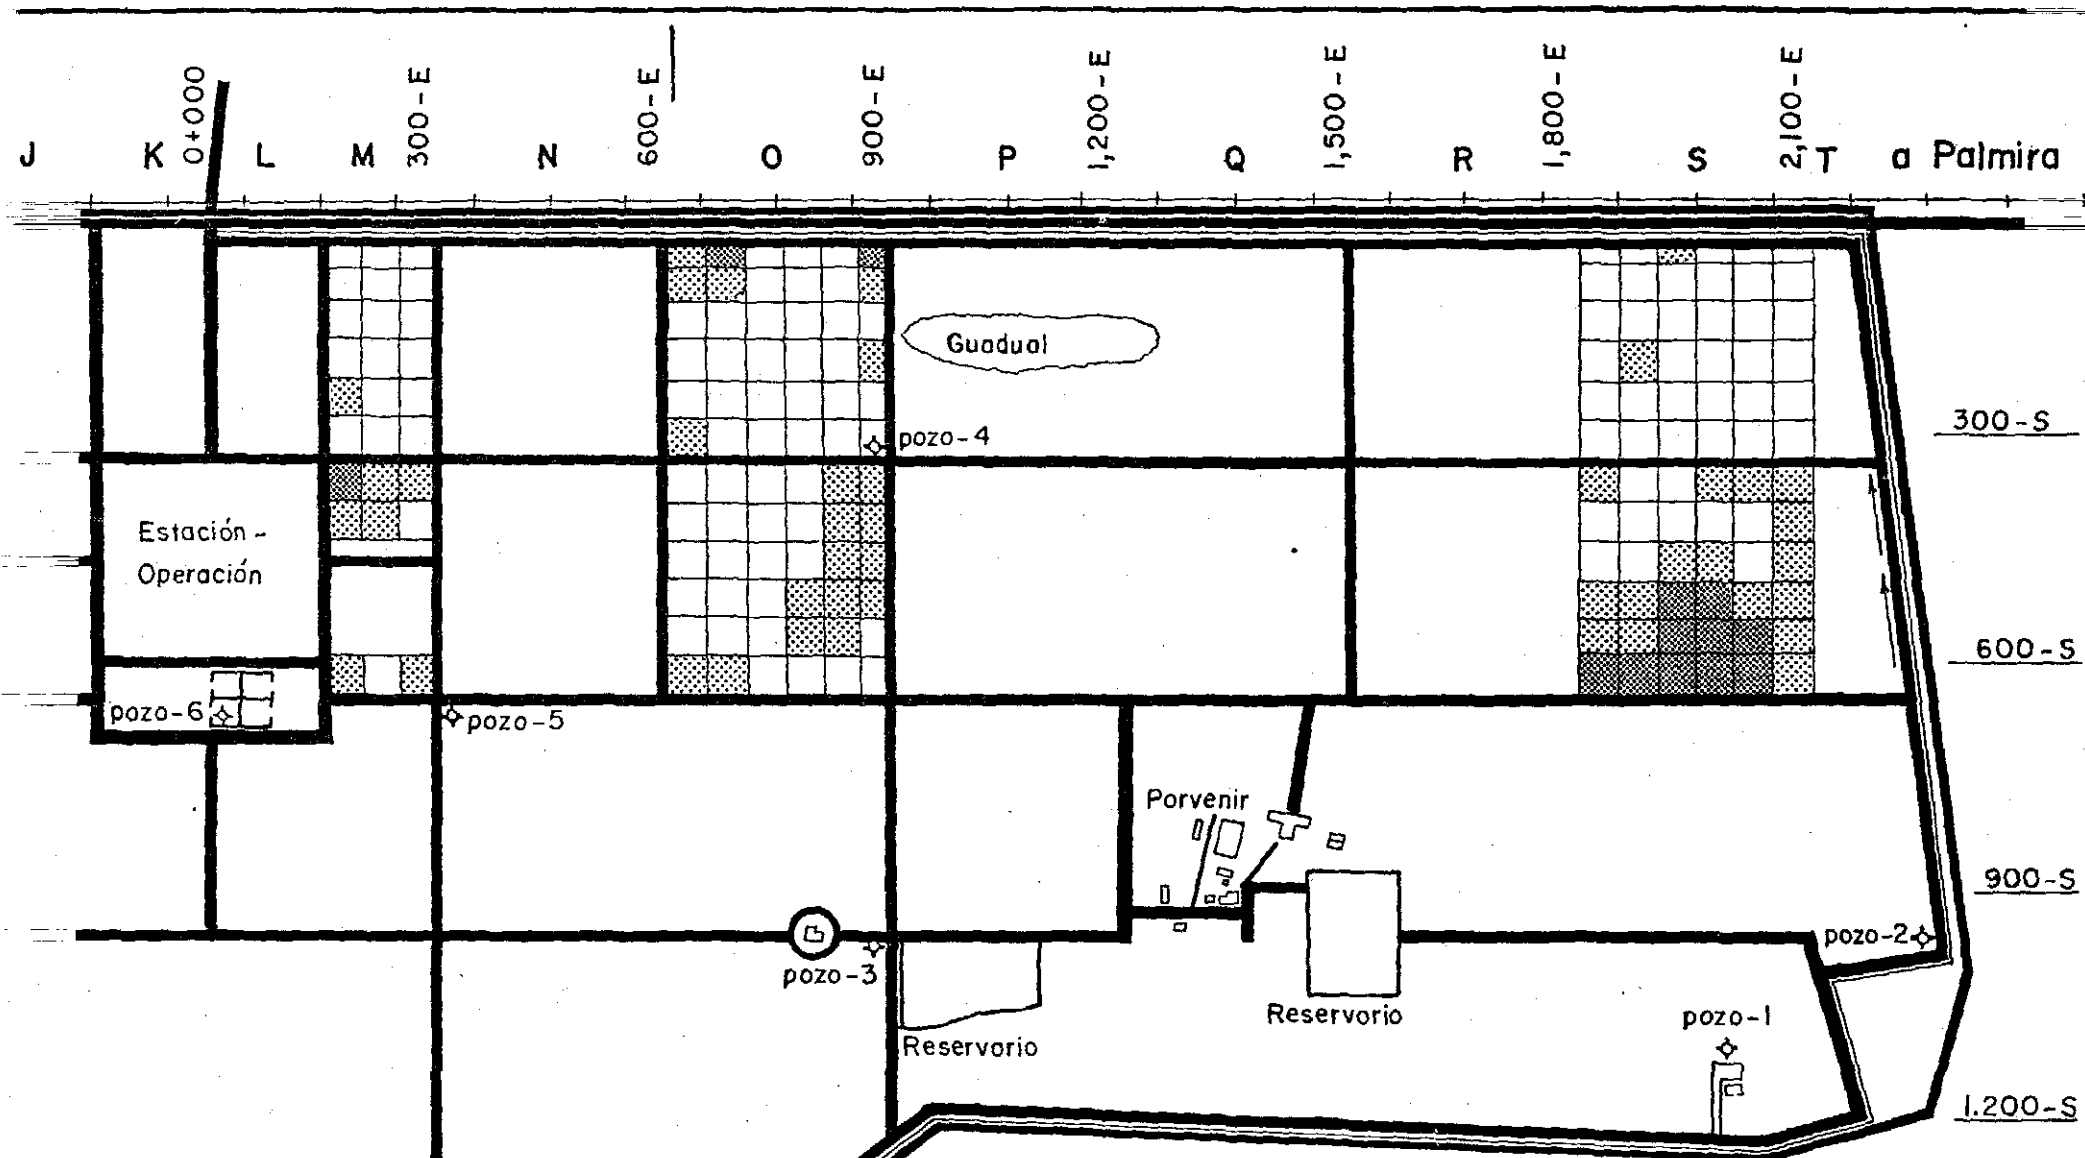 0+000
300-E
600-E
900-E
1,200-E
1,500-E
1,800-E
2,100-E
J K L M N O P Q R S T a Palmira
Guadual
300-S
pozo-4
Estación-
Operación
600-S
pozo-6
pozo-5
Porvenir
900-S
pozo-2
pozo-3
Reservorio
pozo-1
Reservorio
1.200-S